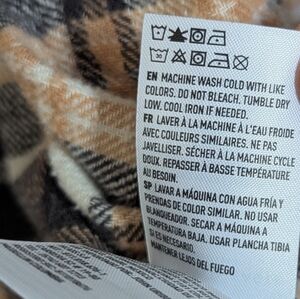 EN MACHINE WASH COLD WITH LIKE
COLORS. DO NOT BLEACH. TUMBLE DRY
LOW. COOL IRON IF NEEDED.
FR LAVER À LA MACHINE À L'EAU FROIDE
AVEC COULEURS SIMILAIRES. NE PAS
JAVELLISER. SÉCHER À LA MACHINE CYCLE
DOUX. REPASSER À BASSE TEMPÉRATURE
AU BESOIN.
SP LAVAR A MÁQUINA CON AGUA FRÍA Y
PRENDAS DE COLOR SIMILAR. NO USAR
BLANQUEADOR. SECAR A MÁQUINA A
TEMPERATURA BAJA. USAR PLANCHA TIBIA
SI ES NECESARIO.
MANTENER LEJOS DEL FUEGO